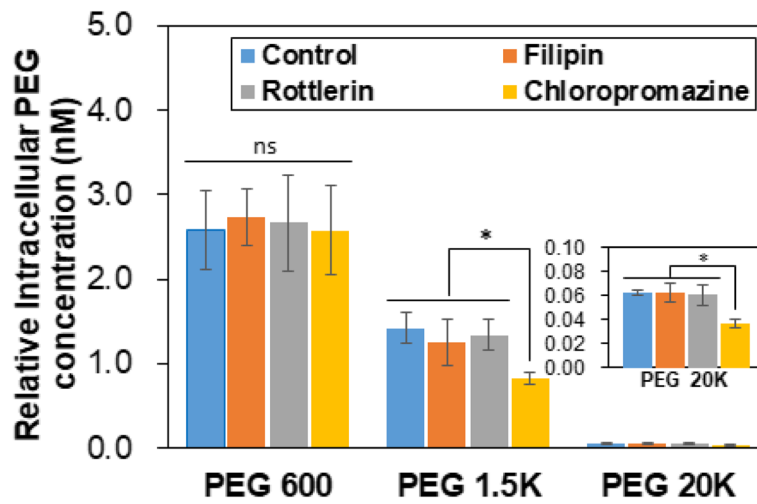 Relative Intracellular PEG
concentration (nM)
5.0
4.0
3.0
2.0
1.0
0.0
Control
Filipin
Rottlerin
Chloropromazine
ns
*
0.10
0.08
0.06
0.04
0.02
0.00
*
PEG 20K
PEG 600
PEG 1.5K
PEG 20K